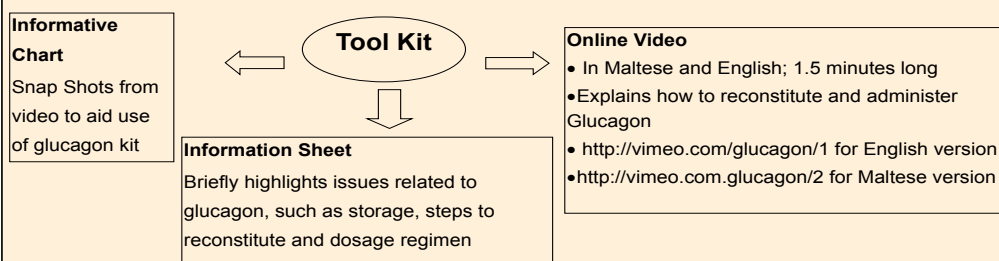 Informative
Chart
Snap Shots from
video to aid use
of glucagon kit
Tool Kit
Online Video
• In Maltese and English; 1.5 minutes long
•Explains how to reconstitute and administer
Glucagon
• http://vimeo.com/glucagon/1 for English version
•http://vimeo.com.glucagon/2 for Maltese version
Information Sheet
Briefly highlights issues related to
glucagon, such as storage, steps to
reconstitute and dosage regimen